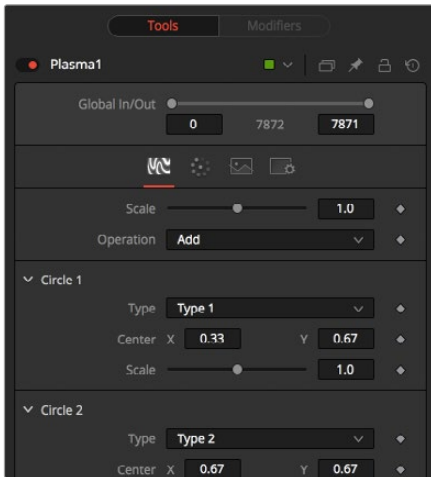 Tools Modifiers
Plasma1
Global In/Out
0 7872 7871
Scale 1.0
Operation Add
Circle 1
Type Type 1
Center X 0.33 Y 0.67
Scale 1.0
Circle 2
Type Type 2
Center X 0.67 Y 0.67